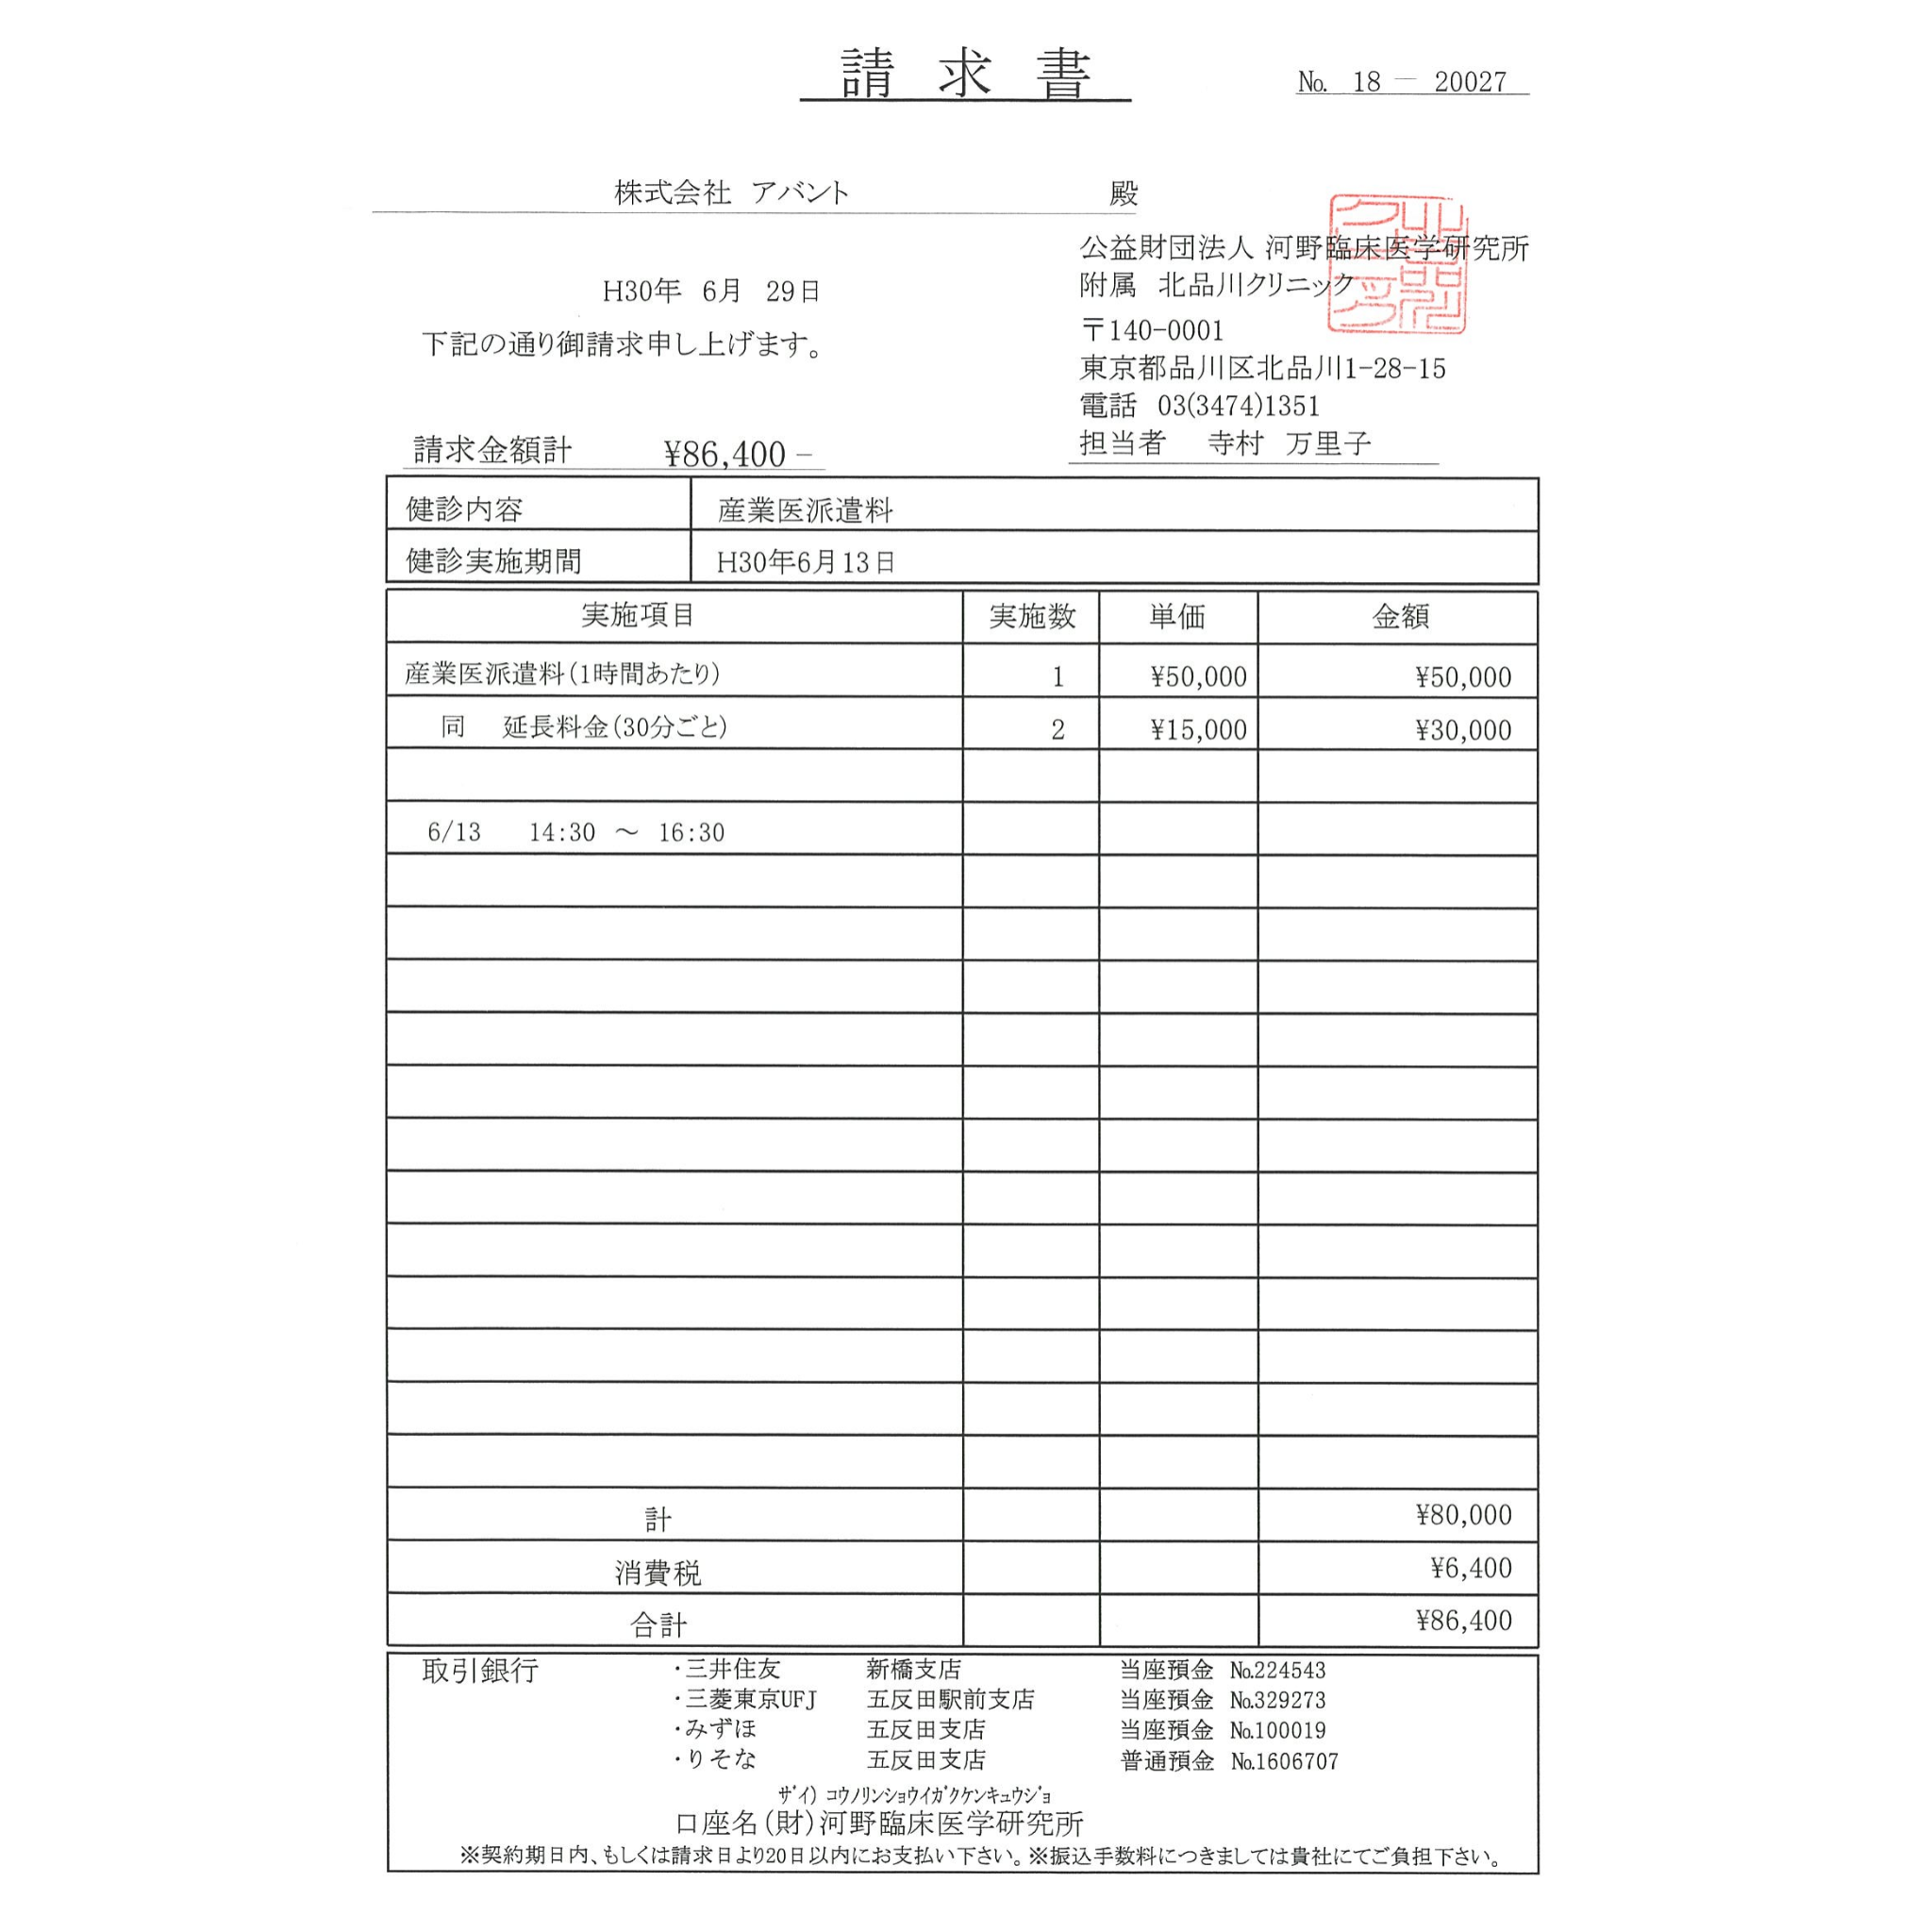 請求書
№ 18 － 20027
株式会社 アバント 殿
公益財団法人 河野臨床医学研究所
附属 北品川クリニック
H30年 6月 29日
〒140-0001
下記の通り御請求申し上げます。
東京都品川区北品川1-28-15
電話 03(3474)1351
担当者 寺村 万里子
請求金額計 ¥86,400－
健診内容 産業医派遣料
健診実施期間 H30年6月13日
実施項目 実施数 単価 金額
産業医派遣料(1時間あたり) 1 ¥50,000 ¥50,000
同 延長料金(30分ごと) 2 ¥15,000 ¥30,000
6/13 14:30 ～ 16:30
計 ¥80,000
消費税 ¥6,400
合計 ¥86,400
取引銀行 ・三井住友 新橋支店 当座預金 №224543
・三菱東京UFJ 五反田駅前支店 当座預金 №329273
・みずほ 五反田支店 当座預金 №100019
・りそな 五反田支店 普通預金 №1606707
ｻﾞｲ) ｺｳﾉﾘﾝｼｮｳｲｶﾞｸｹﾝｷｭｳｼﾞｮ
口座名(財)河野臨床医学研究所
※契約期日内、もしくは請求日より20日以内にお支払い下さい。※振込手数料につきましては貴社にてご負担下さい。